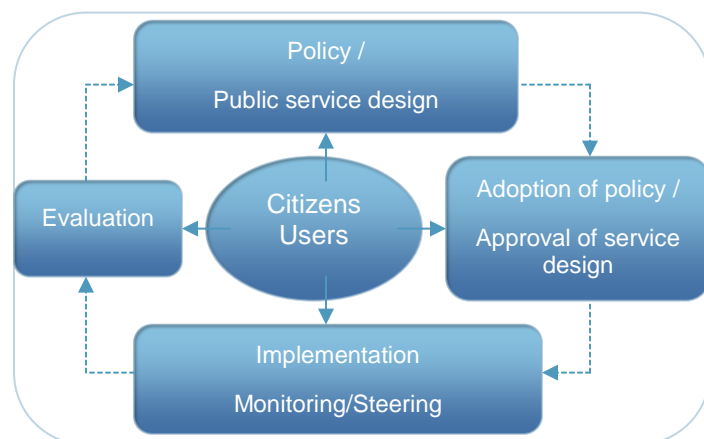 Policy /
Public service design
Evaluation
Citizens
Users
Adoption of policy /
Approval of service
design
Implementation
Monitoring/Steering